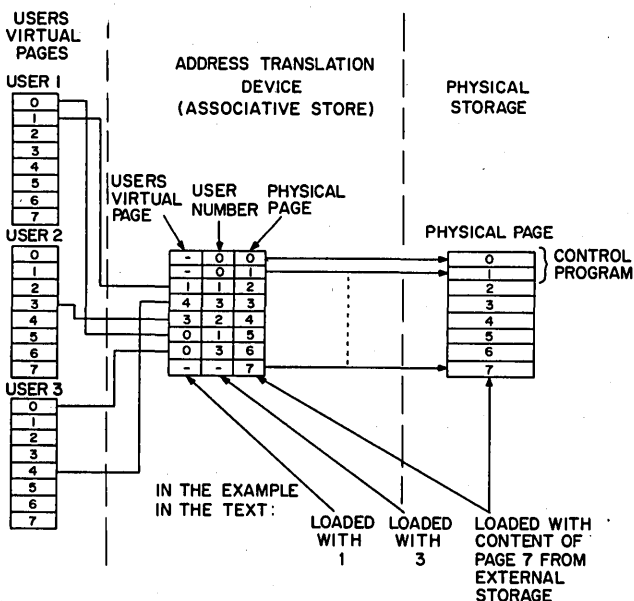 USERS
VIRTUAL
PAGES
USER 1
0
1
2
3
4
5
6
7
USER 2
0
1
2
3
4
5
6
7
USER 3
0
1
2
3
4
5
6
7
ADDRESS TRANSLATION
DEVICE
(ASSOCIATIVE STORE)
USERS
VIRTUAL
PAGE
USER
NUMBER
PHYSICAL
PAGE
- 0 0
- 0 1
1 1 2
4 3 3
3 2 4
0 1 5
0 3 6
- - 7
PHYSICAL
STORAGE
PHYSICAL PAGE
0
1
2
3
4
5
6
7
CONTROL
PROGRAM
IN THE EXAMPLE
IN THE TEXT:
LOADED
WITH
1
LOADED
WITH
3
LOADED WITH
CONTENT OF
PAGE 7 FROM
EXTERNAL
STORAGE